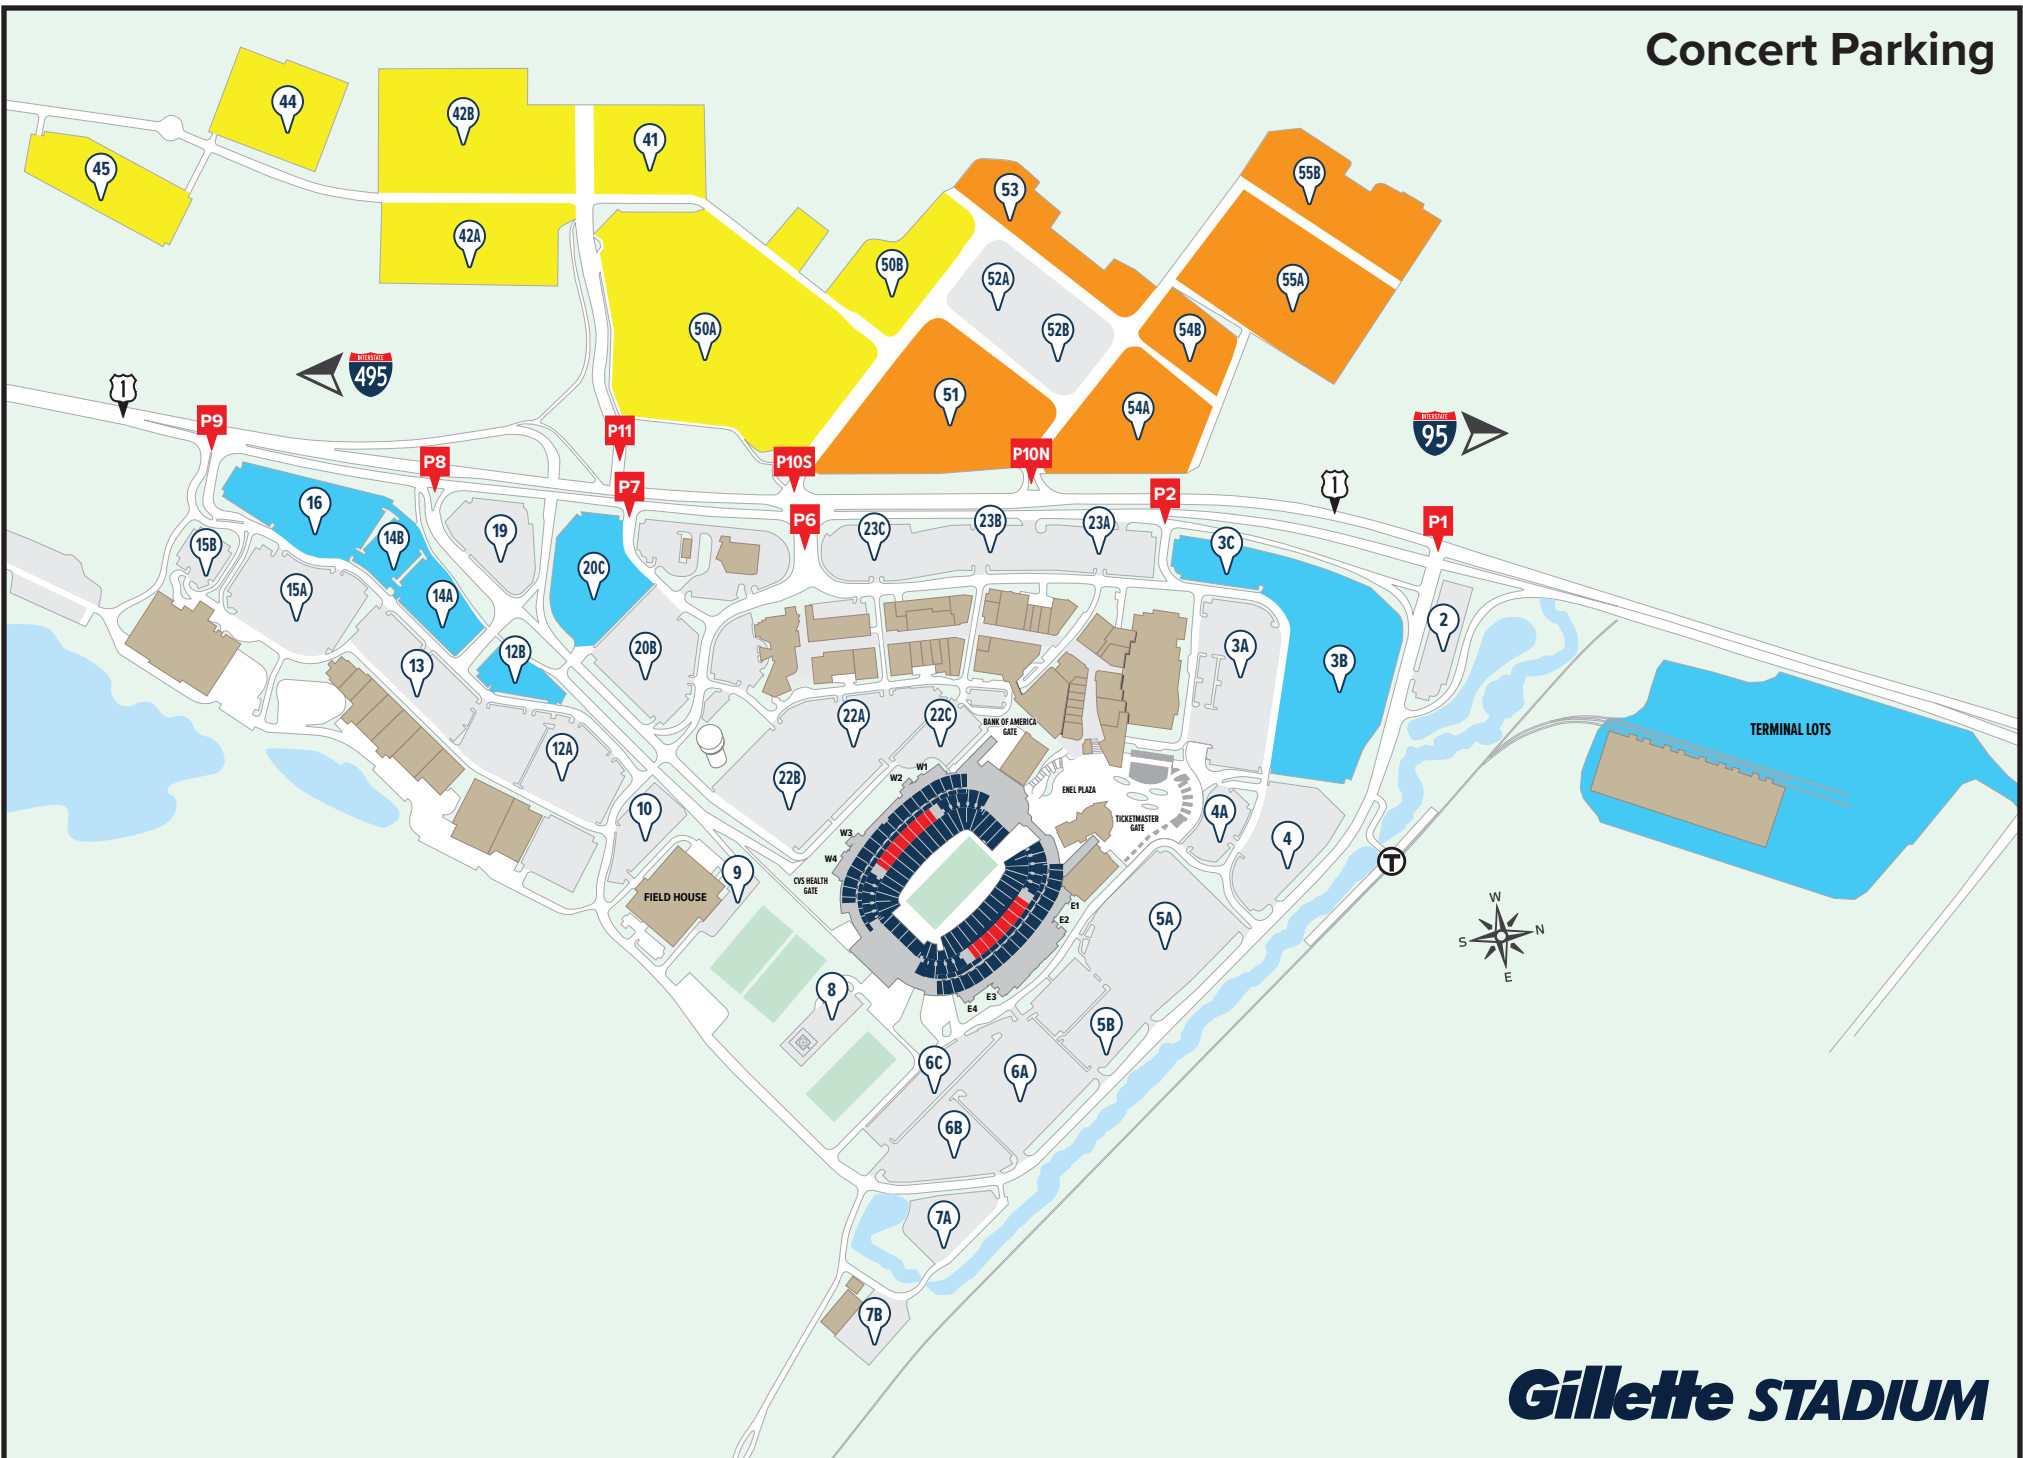 Concert Parking
44
42B
41
45
42A
53
55B
50B
52A
55A
50A
52B
54B
51
54A
INTERSTATE
495
1
INTERSTATE
95
P9
P11
P8
P10S
P10N
P7
P2
1
P6
P1
16
19
14B
15B
20C
23C
23B
23A
3C
15A
14A
2
12B
20B
3A
3B
13
22A
22C
BANK OF AMERICA
GATE
TERMINAL LOTS
12A
22B
W1
W2
ENEL PLAZA
10
4A
TICKETMASTER
GATE
W3
4
W4
T
9
CVS HEALTH
GATE
FIELD HOUSE
E1
E2
5A
W
N
S
E
8
E3
E4
5B
6C
6A
6B
7A
7B
Gillette STADIUM